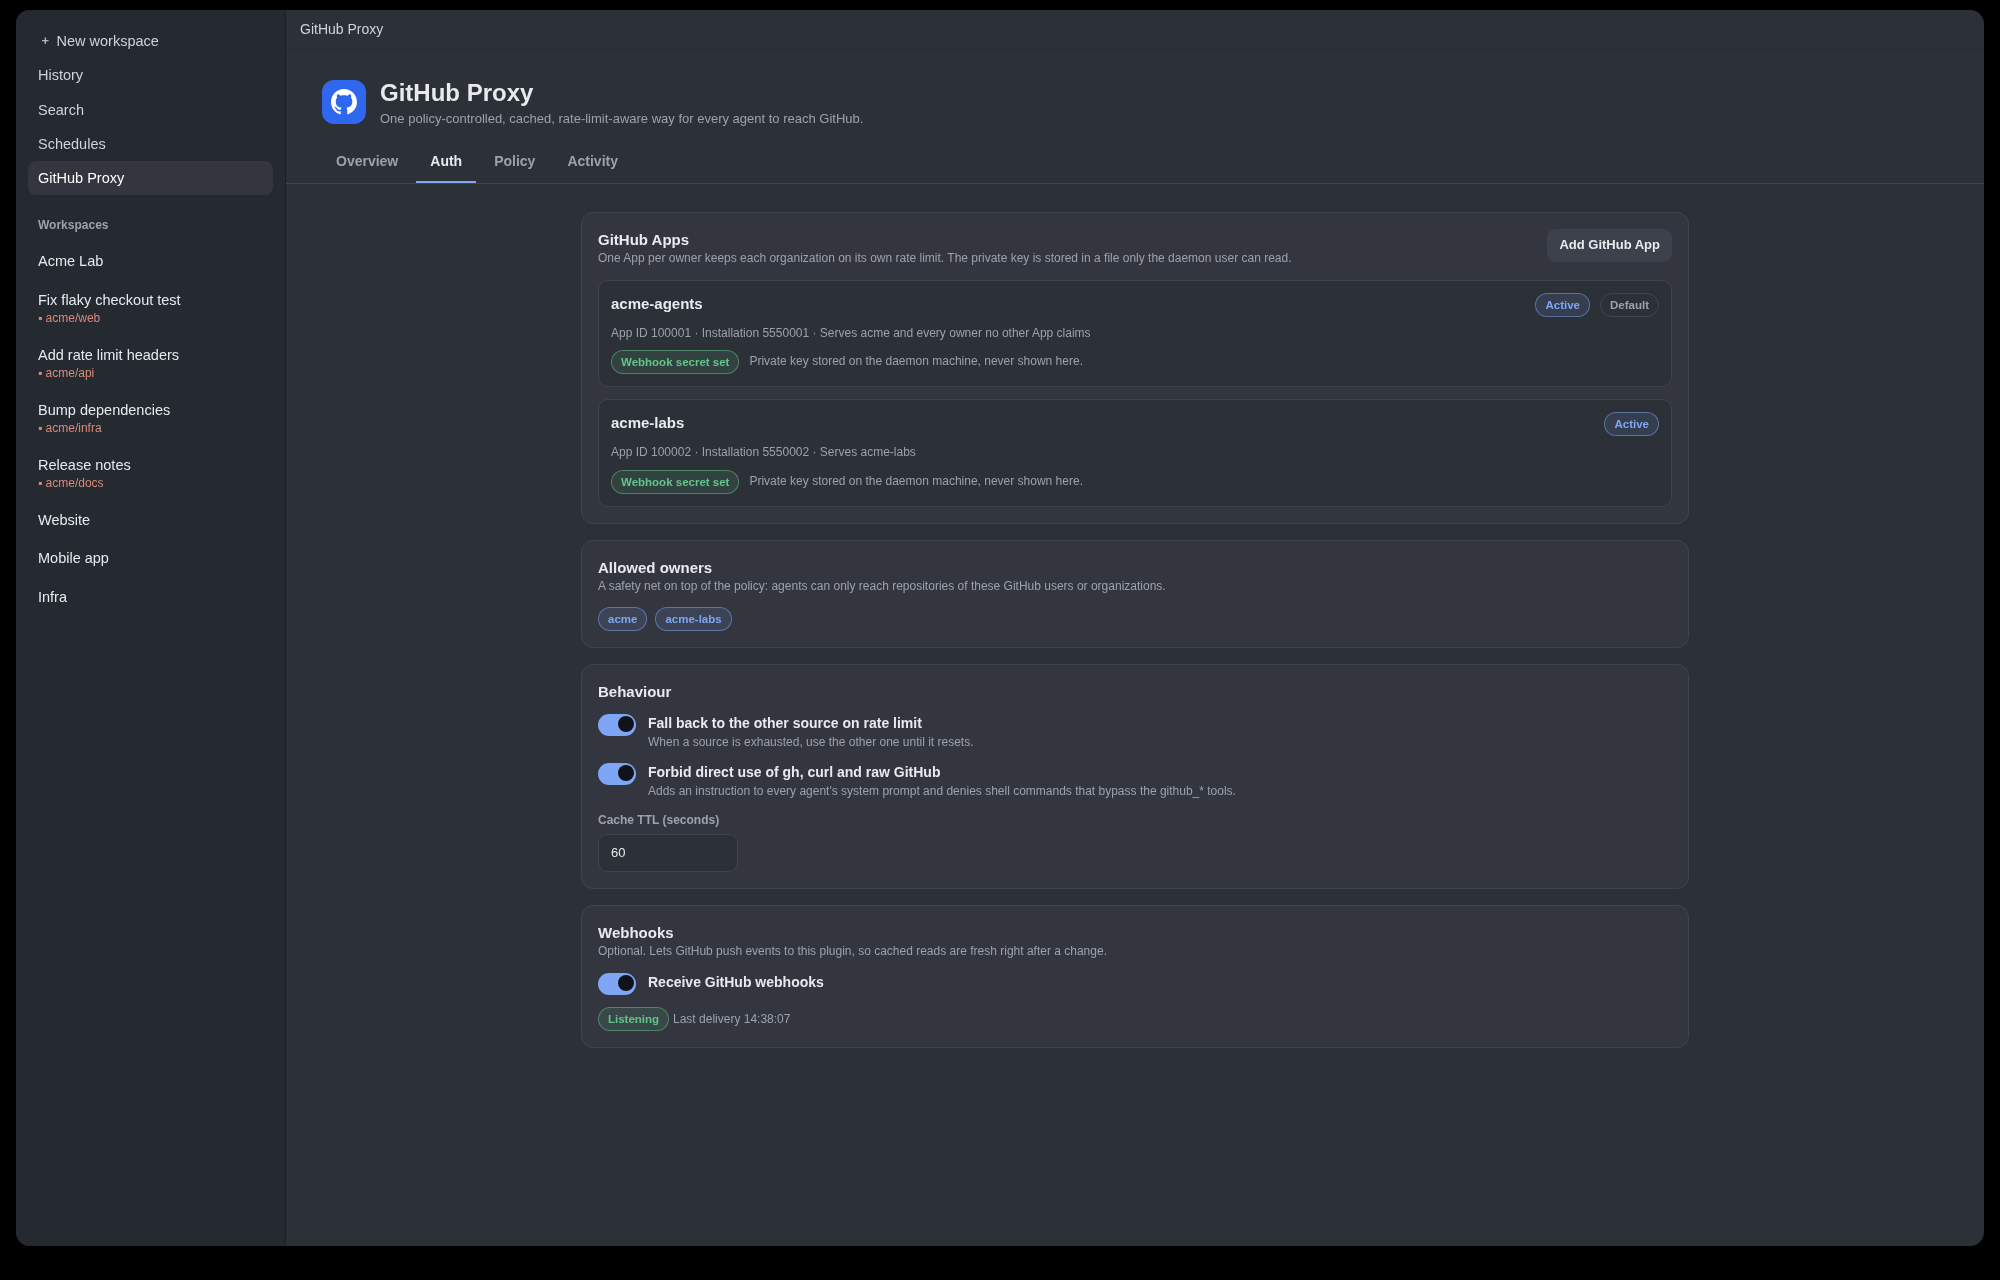 + New workspace
History
Search
Schedules
GitHub Proxy
Workspaces
Acme Lab
Fix flaky checkout test
▪ acme/web
Add rate limit headers
▪ acme/api
Bump dependencies
▪ acme/infra
Release notes
▪ acme/docs
Website
Mobile app
Infra
GitHub Proxy
GitHub Proxy
One policy-controlled, cached, rate-limit-aware way for every agent to reach GitHub.
Overview Auth Policy Activity
GitHub Apps
Add GitHub App
One App per owner keeps each organization on its own rate limit. The private key is stored in a file only the daemon user can read.
acme-agents
Active Default
App ID 100001 · Installation 5550001 · Serves acme and every owner no other App claims
Webhook secret set Private key stored on the daemon machine, never shown here.
acme-labs
Active
App ID 100002 · Installation 5550002 · Serves acme-labs
Webhook secret set Private key stored on the daemon machine, never shown here.
Allowed owners
A safety net on top of the policy: agents can only reach repositories of these GitHub users or organizations.
acme acme-labs
Behaviour
Fall back to the other source on rate limit
When a source is exhausted, use the other one until it resets.
Forbid direct use of gh, curl and raw GitHub
Adds an instruction to every agent's system prompt and denies shell commands that bypass the github_* tools.
Cache TTL (seconds)
60
Webhooks
Optional. Lets GitHub push events to this plugin, so cached reads are fresh right after a change.
Receive GitHub webhooks
Listening Last delivery 14:38:07